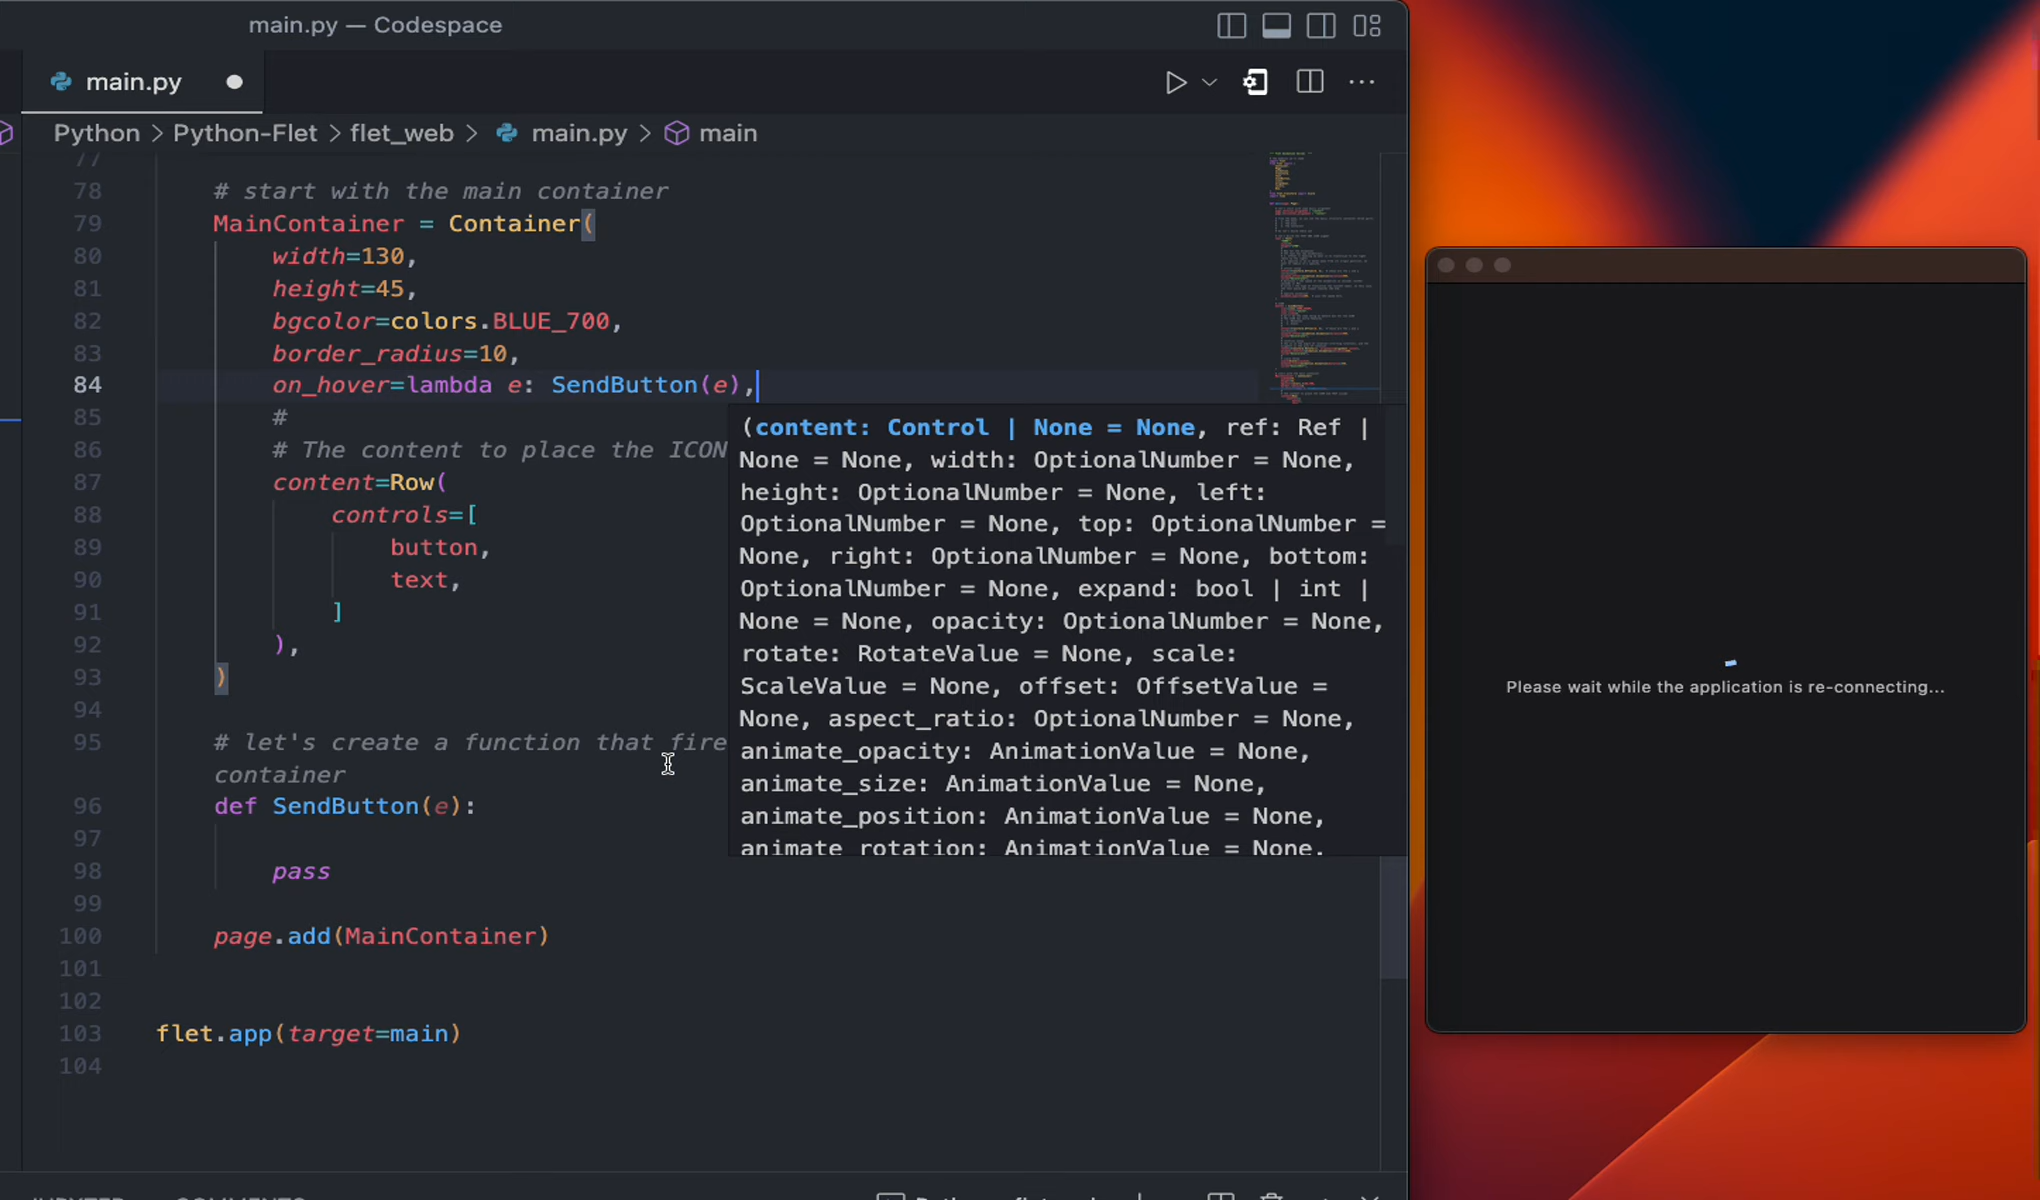 main.py — Codespace
main.py
Python > Python-Flet > flet_web > main.py > main
77
78 # start with the main container
79 MainContainer = Container(
80 width=130,
81 height=45,
82 bgcolor=colors.BLUE_700,
83 border_radius=10,
84 on_hover=lambda e: SendButton(e),
85 #
86 # The content to place the ICON
87 content=Row(
88 controls=[
89 button,
90 text,
91 ]
92 ),
93 )
94
95 # let's create a function that fire
container
96 def SendButton(e):
97
98 pass
99
100 page.add(MainContainer)
101
102
103 flet.app(target=main)
104
(content: Control | None = None, ref: Ref |
None = None, width: OptionalNumber = None,
height: OptionalNumber = None, left:
OptionalNumber = None, top: OptionalNumber =
None, right: OptionalNumber = None, bottom:
OptionalNumber = None, expand: bool | int |
None = None, opacity: OptionalNumber = None,
rotate: RotateValue = None, scale:
ScaleValue = None, offset: OffsetValue =
None, aspect_ratio: OptionalNumber = None,
animate_opacity: AnimationValue = None,
animate_size: AnimationValue = None,
animate_position: AnimationValue = None,
animate_rotation: AnimationValue = None,
Please wait while the application is re-connecting...
JUPYTER COMMENTS